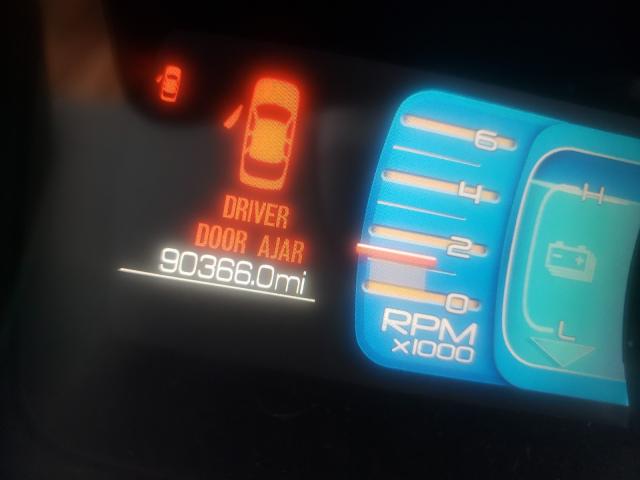 DRIVER
DOOR AJAR
90366.0mi
6
4
2
0
RPM
x1000
H
L